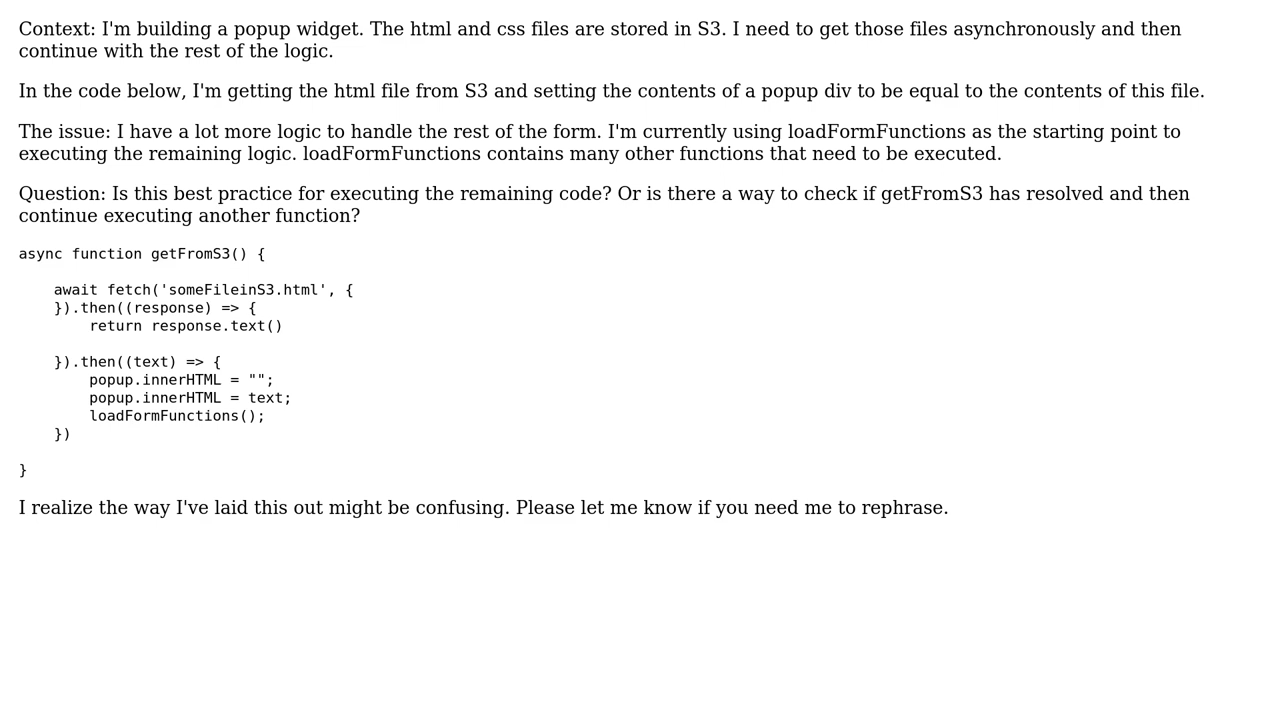 Context: I'm building a popup widget. The html and css files are stored in S3. I need to get those files asynchronously and then
continue with the rest of the logic.
In the code below, I'm getting the html file from S3 and setting the contents of a popup div to be equal to the contents of this file.
The issue: I have a lot more logic to handle the rest of the form. I'm currently using loadFormFunctions as the starting point to
executing the remaining logic. loadFormFunctions contains many other functions that need to be executed.
Question: Is this best practice for executing the remaining code? Or is there a way to check if getFromS3 has resolved and then
continue executing another function?
async function getFromS3() {
    await fetch('someFileinS3.html', {
    }).then((response) => {
        return response.text()
    }).then((text) => {
        popup.innerHTML = "";
        popup.innerHTML = text;
        loadFormFunctions();
    })
}
I realize the way I've laid this out might be confusing. Please let me know if you need me to rephrase.